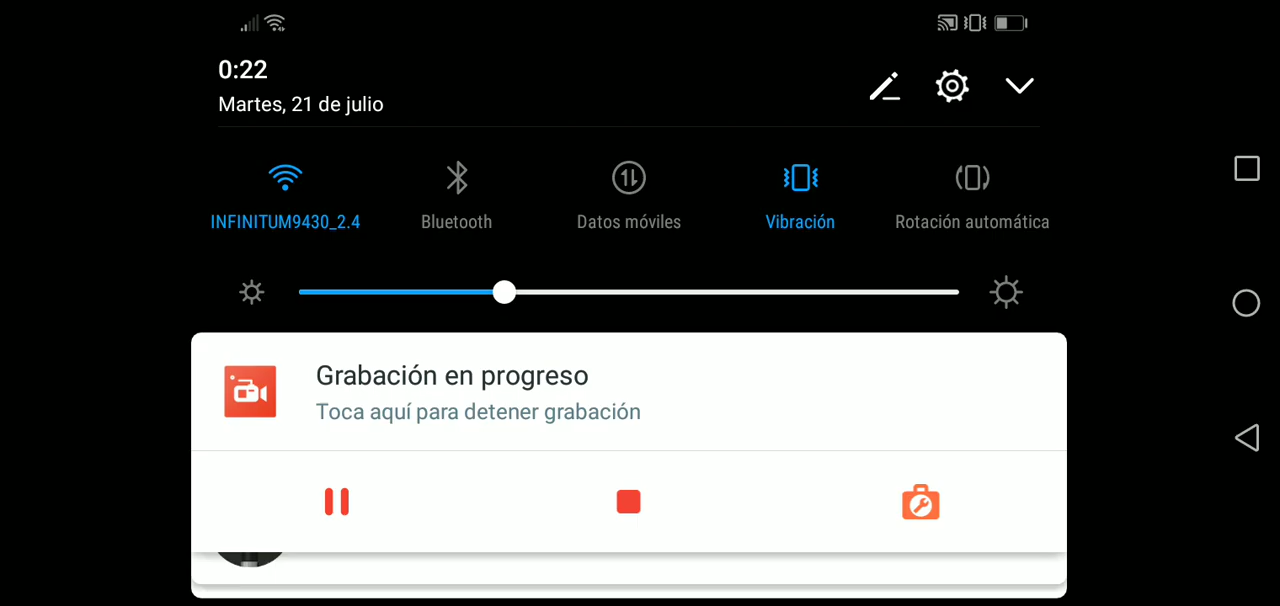 0:22
Martes, 21 de julio
INFINITUM9430_2.4
Bluetooth
Datos móviles
Vibración
Rotación automática
Grabación en progreso
Toca aquí para detener grabación